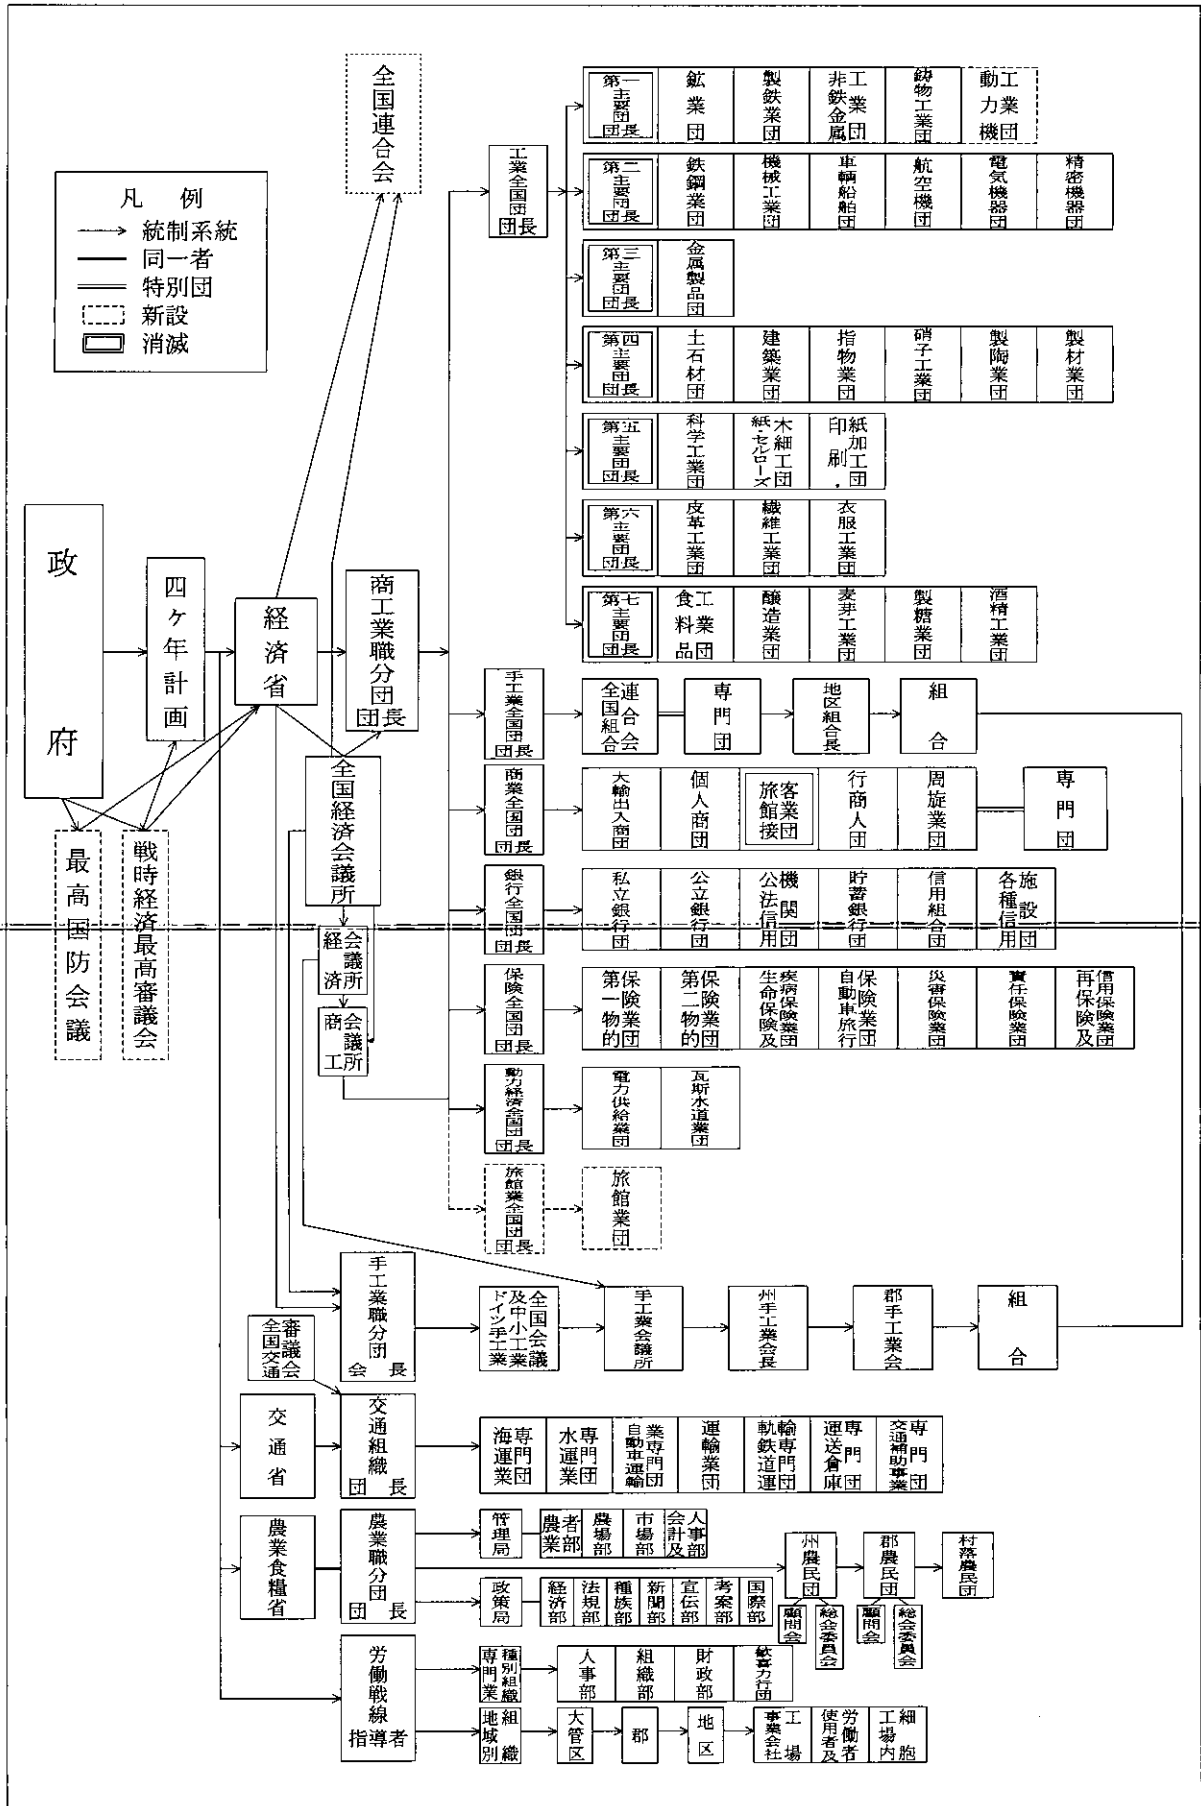 凡例
統制系統
同一者
特別団
新設
消滅
政府
四ヶ年計画
経済省
最高国防会議
戦時経済最高審議会
全国連合会
商工業職分団団長
全国経済会議所
経済会議所
商工会議所
工業全国団団長
第一主要団団長
鉱業団
製鉄業団
非鉄金属工業団
鋳物工業団
動力機工業団
第二主要団団長
鉄鋼業団
機械工業団
車輌船舶団
航空機団
電気機器団
精密機器団
第三主要団団長
金属製品団
第四主要団団長
土石材団
建築業団
指物業団
硝子工業団
製陶業団
製材業団
第五主要団団長
科学工業団
紙・セルローズ木細工団
印刷・紙加工団
第六主要団団長
皮革工業団
繊維工業団
衣服工業団
第七主要団団長
食料品工業団
醸造業団
麦芽工業団
製糖業団
酒精工業団
手工業全国団団長
全国組合連合会
専門団
地区組合長
組合
商業全国団団長
大輸出入商団
個人商団
旅館接客業団
行商人団
周旋業団
専門団
銀行全国団団長
私立銀行団
公立銀行団
公法信用機関団
貯蓄銀行団
信用組合団
各種信用施設団
保険全国団団長
第一物的保険業団
第二物的保険業団
生命保険及疾病保険業団
自動車旅行保険業団
災害保険業団
責任保険業団
再保険及信用保険業団
動力経済全国団団長
電力供給業団
瓦斯水道業団
旅館業全国団団長
旅館業団
手工業職分団会長
ドイツ手工業及中小工業全国会議
手工業会議所
州手工業会長
郡手工業会
組合
全国交通審議会
交通省
交通組織団長
海運業専門団
水運業専門団
自動車運輸業専門団
運輸業団
軌鉄道運輸専門団
運送倉庫専門団
交通補助事業専門団
農業食糧省
農業職分団団長
管理局
農業者部
農場部
市場部
会計及人事部
州農民団
郡農民団
村落農民団
顧問会
総会委員会
顧問会
総会委員会
政策局
経済部
法規部
種族部
新聞部
宣伝部
考案部
国際部
労働戦線指導者
専門業種別組織
人事部
組織部
財政部
歓喜力行団
地域別組織
大管区
郡
地区
事業会社工場
使用者及労働者
工場内細胞